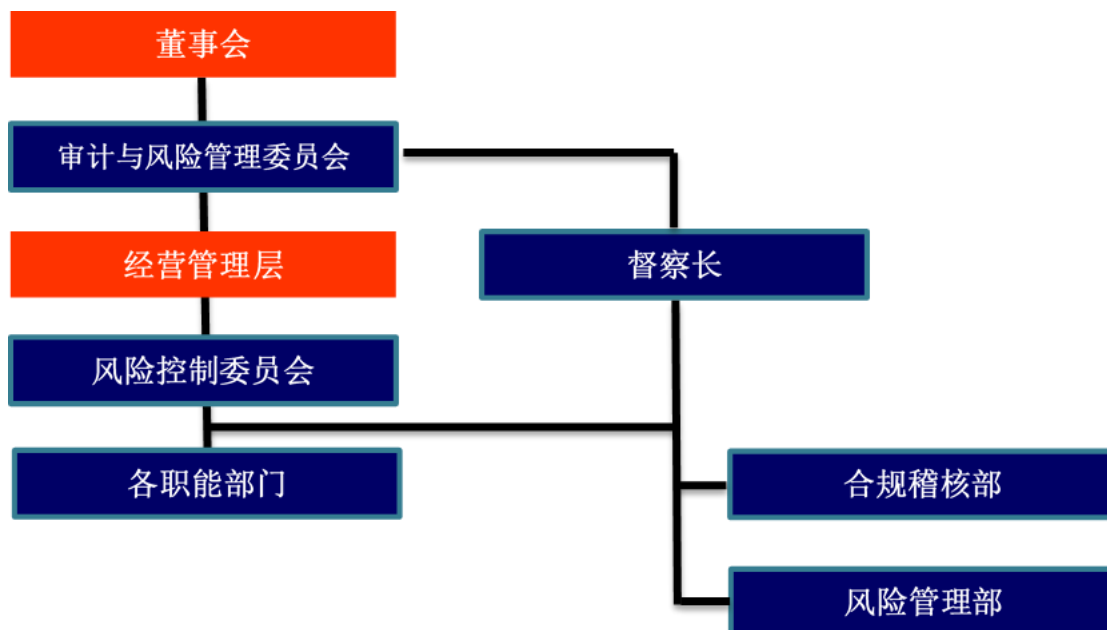 董事会
审计与风险管理委员会
经营管理层
督察长
风险控制委员会
各职能部门
合规稽核部
风险管理部